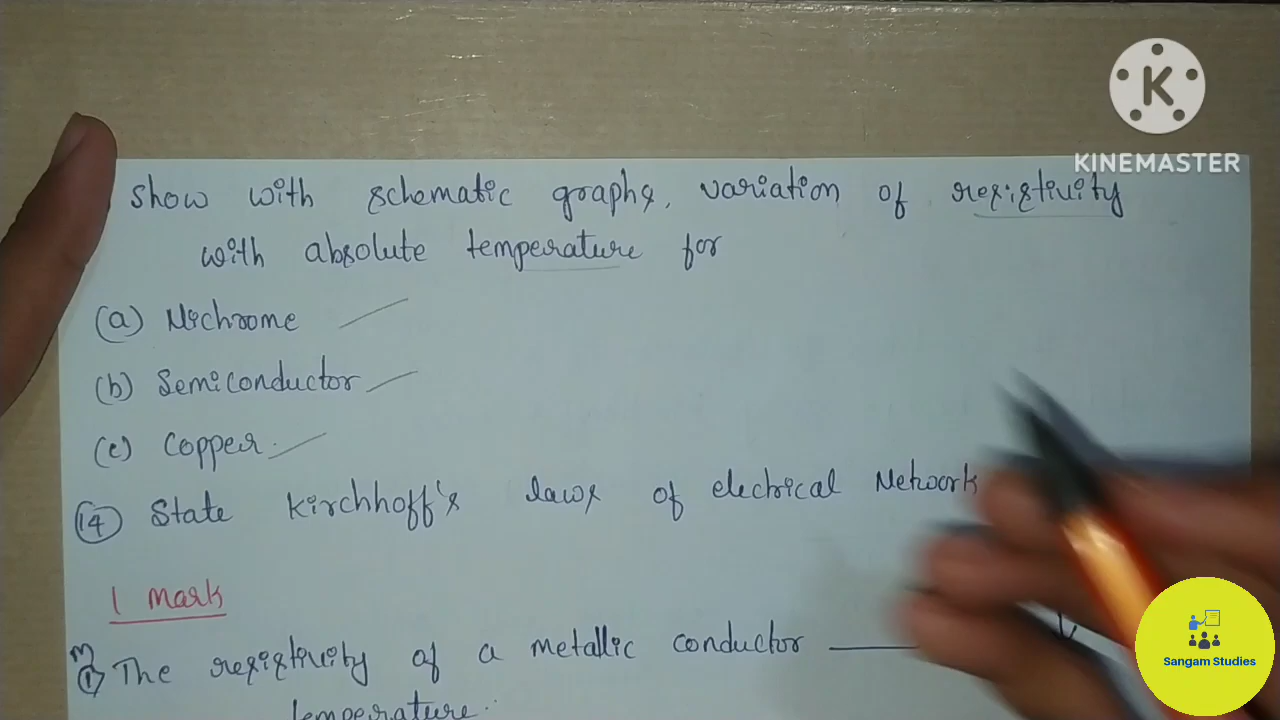 K
KINEMASTER
Show with schematic graphs, variation of resistivity
with absolute temperature for
(a) Nichrome
(b) Semiconductor
(c) Copper.
(14) State Kirchhoff's laws of electrical Network
1 Mark
M
(1) The resistivity of a metallic conductor ———
temperature.
Sangam Studies